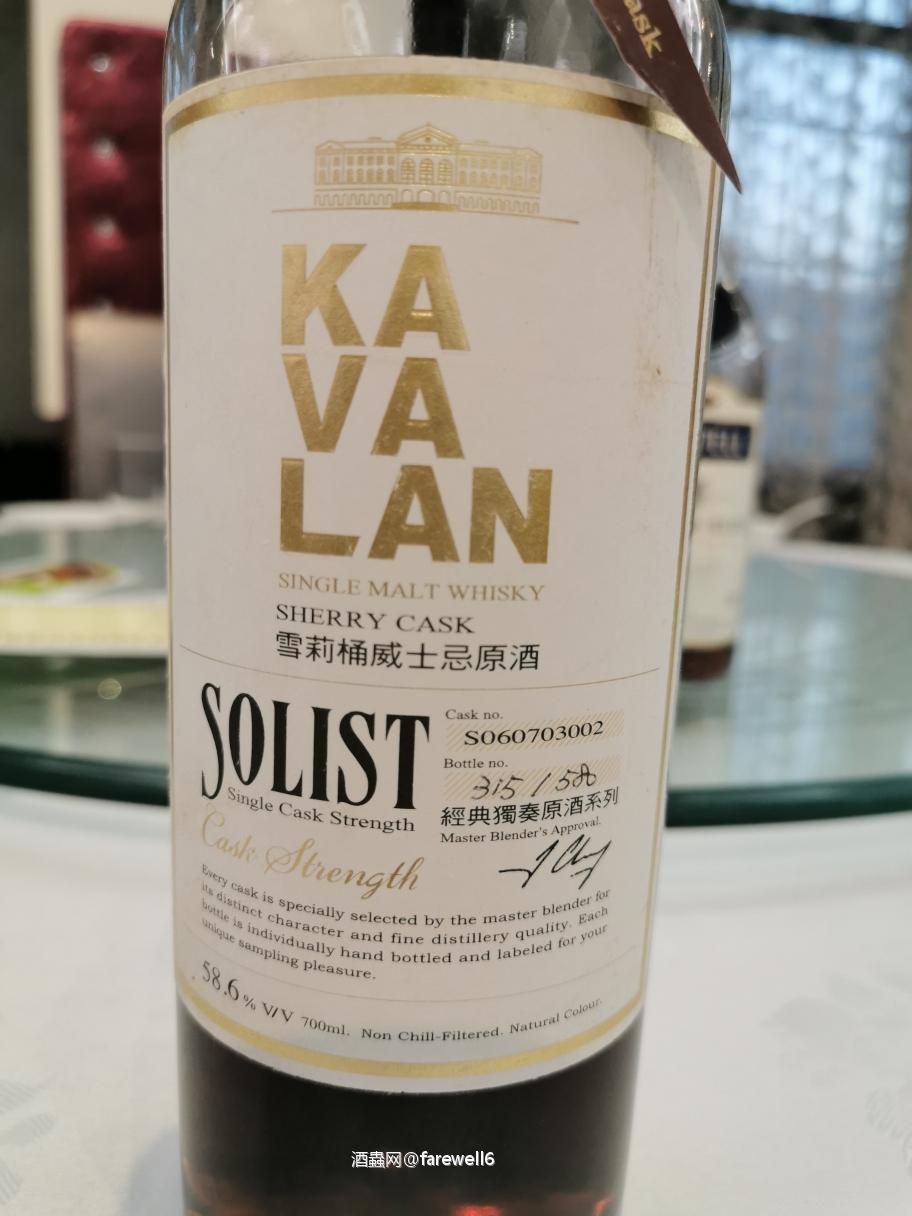 ask
KA
VA
LAN
SINGLE MALT WHISKY
SHERRY CASK
雪莉桶威士忌原酒
SOLIST
Single Cask Strength
Cask Strength
Cask no.
S060703002
Bottle no.
315 /
經典獨奏原酒系列
Master Blender's Approval.
Every cask is specially selected by the master blender for
its distinct character and fine distillery quality. Each
bottle is individually hand bottled and labeled for your
unique sampling pleasure.
58.6% V/V 700ml. Non Chill-Filtered. Natural Colour.
ELL
酒蟲网@farewell6